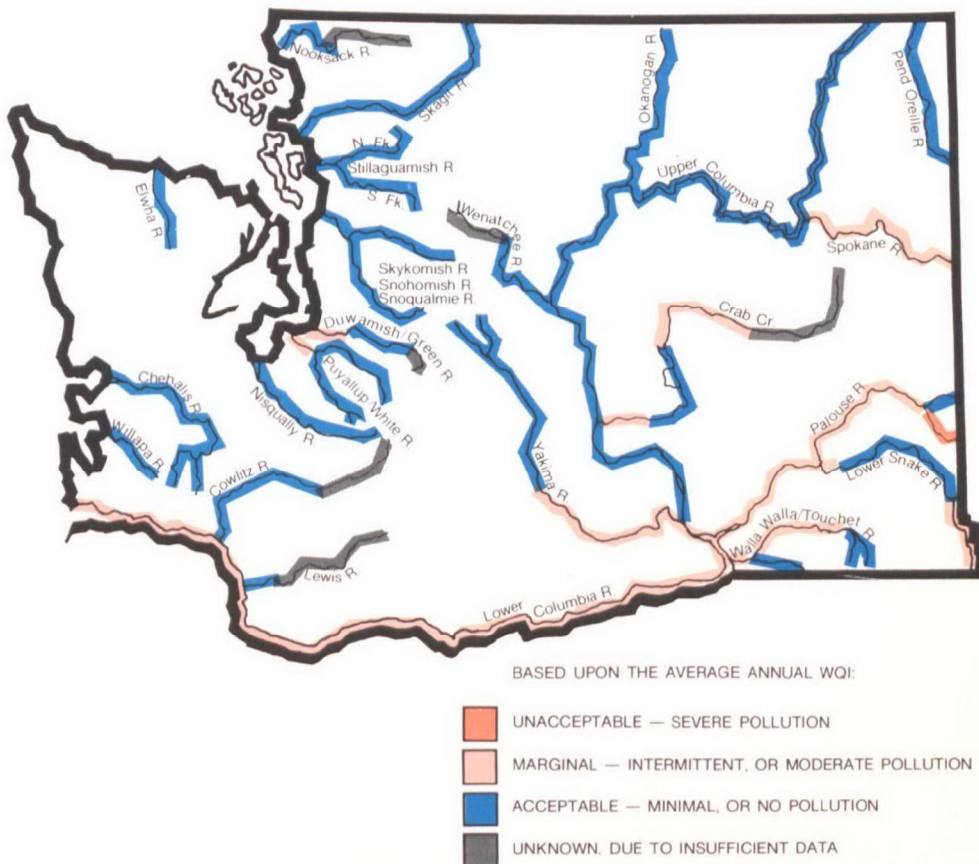 Nooksack R.
Skagit R
Okanogan R.
Pend Oreille R
N. Fk.
Stillaguamish R.
S. Fk.
Elwha R
Upper
Columbia R
Wenatchee R
Spokane R
Skykomish R
Snohomish R.
Snoqualmie R.
Crab Cr
Duwamish/Green R.
Puyallup/White R.
Nisqually R
Chehalis R
Willapa R.
Cowlitz R
Yakima R.
Palouse R
Lower Snake R
Walla Walla/Touchet R
Lewis R
Lower Columbia R.
BASED UPON THE AVERAGE ANNUAL WQI:
UNACCEPTABLE — SEVERE POLLUTION
MARGINAL — INTERMITTENT, OR MODERATE POLLUTION
ACCEPTABLE — MINIMAL, OR NO POLLUTION
UNKNOWN, DUE TO INSUFFICIENT DATA